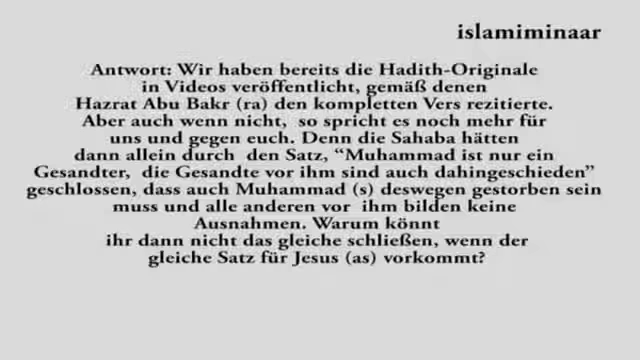 islamiminaar
Antwort: Wir haben bereits die Hadith-Originale
in Videos veröffentlicht, gemäß denen
Hazrat Abu Bakr (ra) den kompletten Vers rezitierte.
Aber auch wenn nicht, so spricht es noch mehr für
uns und gegen euch. Denn die Sahaba hätten
dann allein durch den Satz, “Muhammad ist nur ein
Gesandter, die Gesandte vor ihm sind auch dahingeschieden”
geschlossen, dass auch Muhammad (s) deswegen gestorben sein
muss und alle anderen vor ihm bilden keine
Ausnahmen. Warum könnt
ihr dann nicht das gleiche schließen, wenn der
gleiche Satz für Jesus (as) vorkommt?